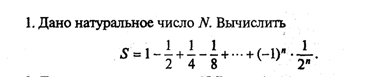 1. Дано натуральное число N. Вычислить
S = 1 − 1/2 + 1/4 − 1/8 + ··· + (−1)ⁿ · 1/2ⁿ.